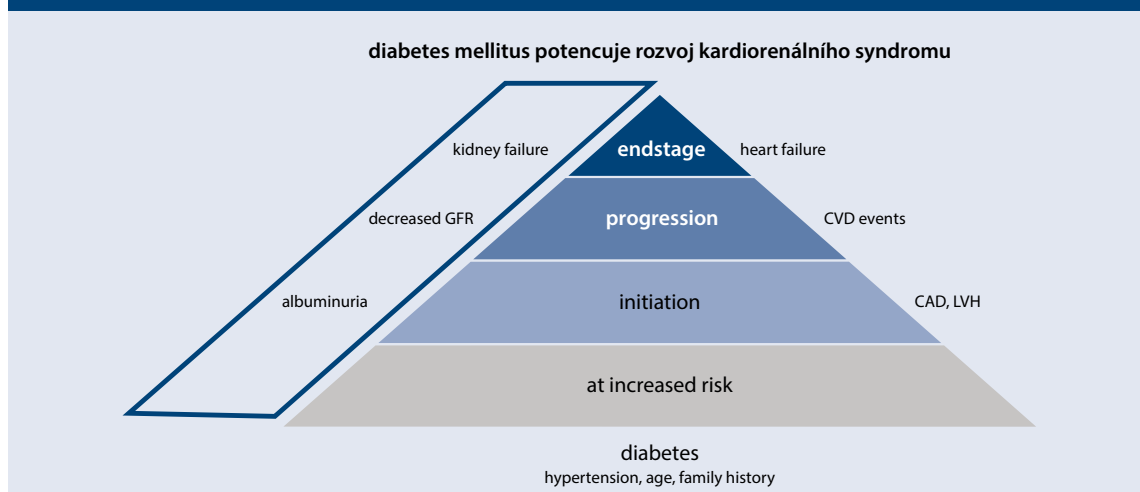 diabetes mellitus potencuje rozvoj kardiorenálního syndromu
kidney failure
endstage
heart failure
decreased GFR
progression
CVD events
albuminuria
initiation
CAD, LVH
at increased risk
diabetes
hypertension, age, family history